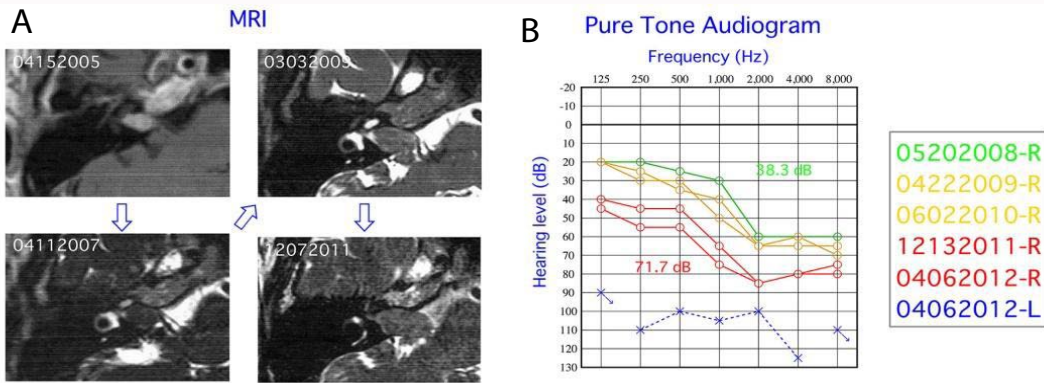 A
MRI
04152005
03032009
04112007
12072011
B
Pure Tone Audiogram
Frequency (Hz)
125 250 500 1,000 2,000 4,000 8,000
-20
-10
0
10
20
30
40
50
60
70
80
90
100
110
120
130
Hearing level (dB)
38.3 dB
71.7 dB
05202008-R
04222009-R
06022010-R
12132011-R
04062012-R
04062012-L